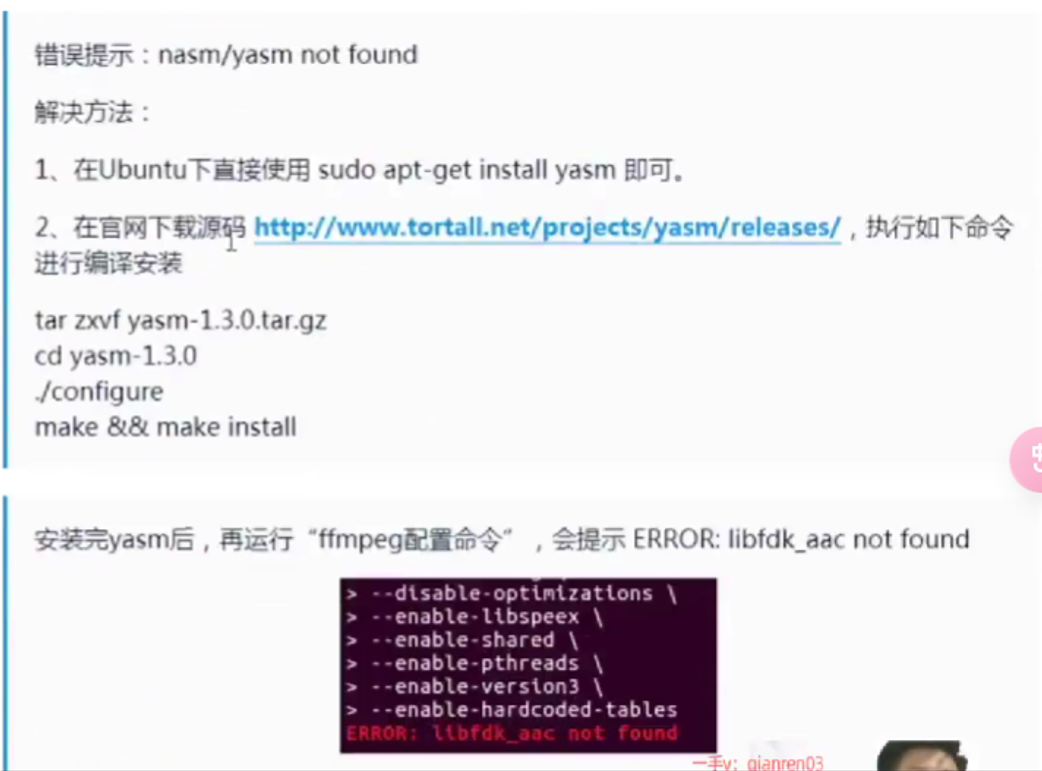 错误提示：nasm/yasm not found
解决方法：
1、在Ubuntu下直接使用 sudo apt-get install yasm 即可。
2、在官网下载源码 http://www.tortall.net/projects/yasm/releases/ ，执行如下命令
进行编译安装
tar zxvf yasm-1.3.0.tar.gz
cd yasm-1.3.0
./configure
make && make install
安装完yasm后，再运行“ffmpeg配置命令”，会提示 ERROR: libfdk_aac not found
> --disable-optimizations \
> --enable-libspeex \
> --enable-shared \
> --enable-pthreads \
> --enable-version3 \
> --enable-hardcoded-tables
ERROR: libfdk_aac not found
一手v：qianren03